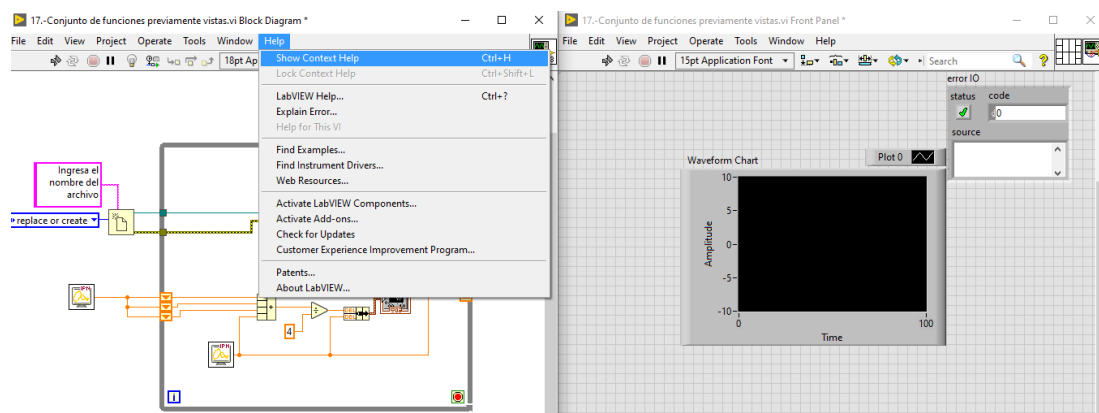 17.-Conjunto de funciones previamente vistas.vi Block Diagram *
File Edit View Project Operate Tools Window Help
18pt Ap
Show Context Help Ctrl+H
Lock Context Help Ctrl+Shift+L
LabVIEW Help... Ctrl+?
Explain Error...
Help for This VI
Find Examples...
Find Instrument Drivers...
Web Resources...
Activate LabVIEW Components...
Activate Add-ons...
Check for Updates
Customer Experience Improvement Program...
Patents...
About LabVIEW...
Ingresa el
nombre del
archivo
replace or create
IPN
4
IPN
i
17.-Conjunto de funciones previamente vistas.vi Front Panel *
File Edit View Project Operate Tools Window Help
15pt Application Font Search
error IO
status code
0
source
Waveform Chart Plot 0
10
5
0
-5
-10
Amplitude
0 100
Time